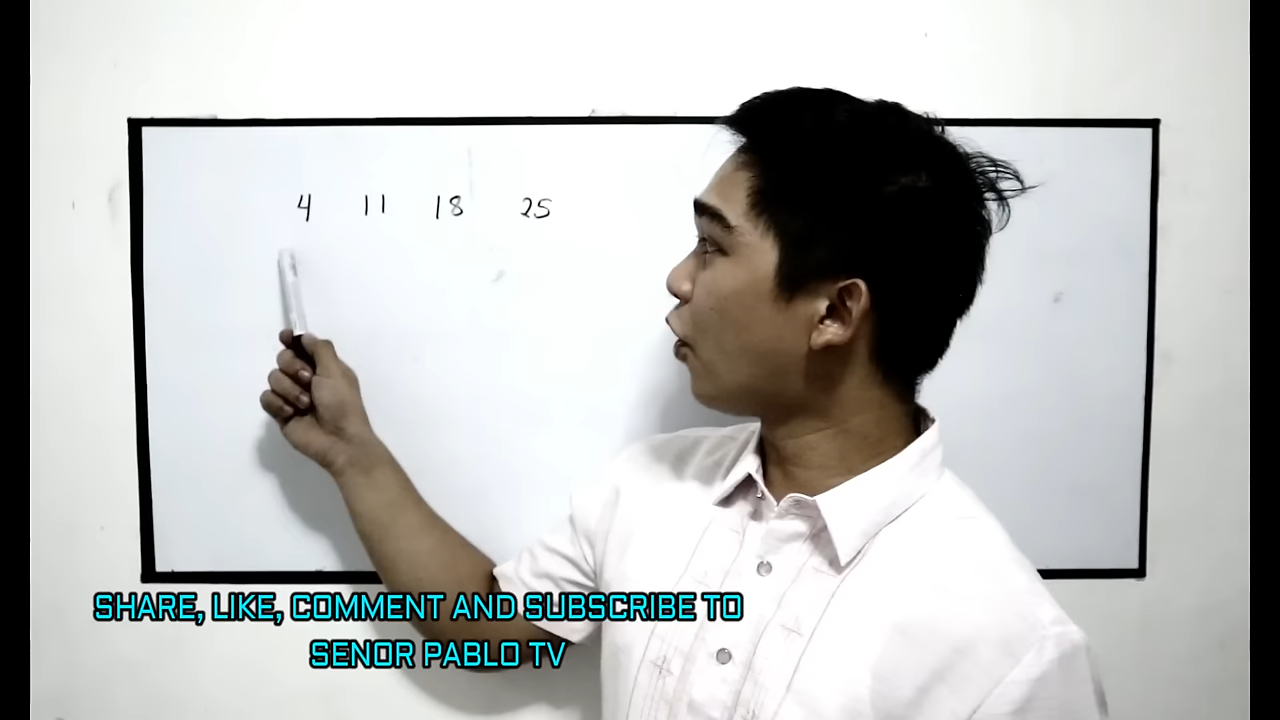 4 11 18 25
SHARE, LIKE, COMMENT AND SUBSCRIBE TO
SENOR PABLO TV